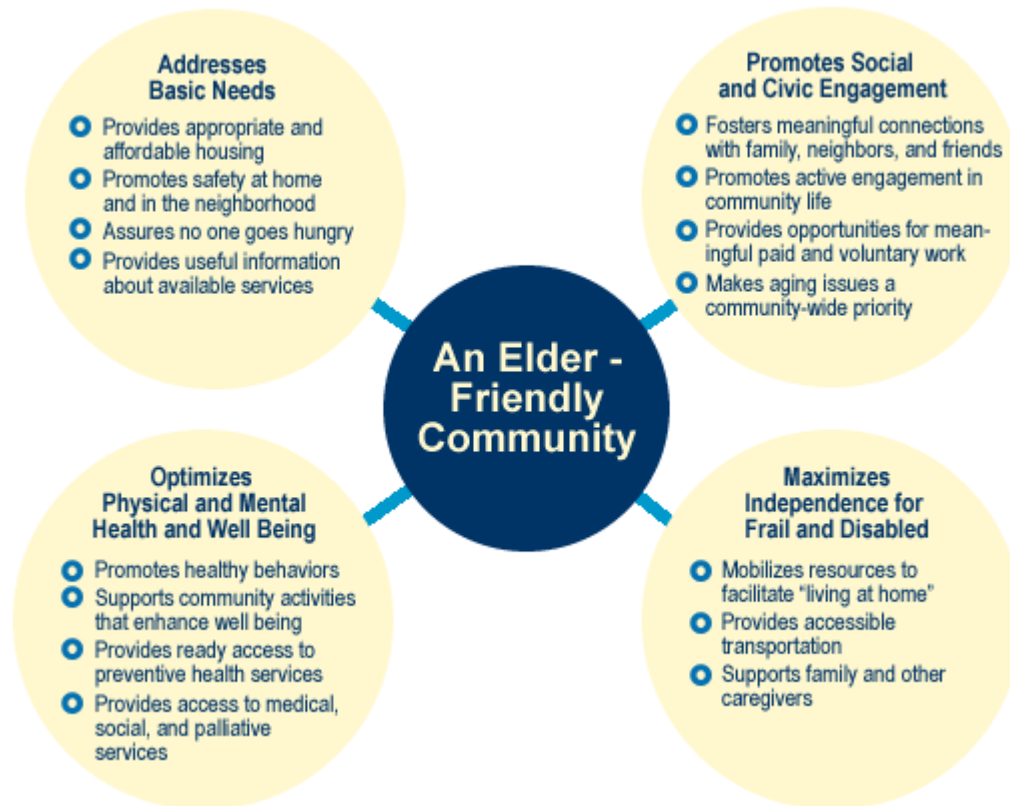 Addresses
Basic Needs
Provides appropriate and
affordable housing
Promotes safety at home
and in the neighborhood
Assures no one goes hungry
Provides useful information
about available services
Promotes Social
and Civic Engagement
Fosters meaningful connections
with family, neighbors, and friends
Promotes active engagement in
community life
Provides opportunities for mean-
ingful paid and voluntary work
Makes aging issues a
community-wide priority
An Elder -
Friendly
Community
Optimizes
Physical and Mental
Health and Well Being
Promotes healthy behaviors
Supports community activities
that enhance well being
Provides ready access to
preventive health services
Provides access to medical,
social, and palliative
services
Maximizes
Independence for
Frail and Disabled
Mobilizes resources to
facilitate “living at home”
Provides accessible
transportation
Supports family and other
caregivers